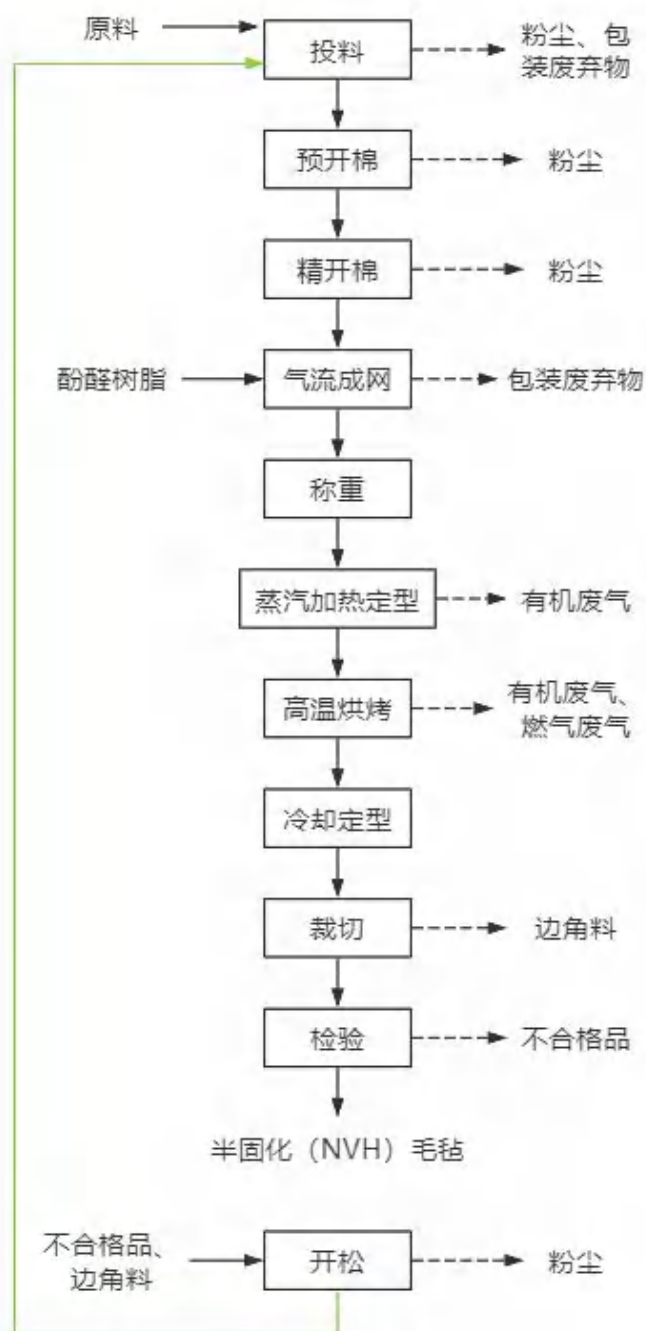 原料
投料
粉尘、包
装废弃物
预开棉
粉尘
精开棉
粉尘
酚醛树脂
气流成网
包装废弃物
称重
蒸汽加热定型
有机废气
高温烘烤
有机废气、
燃气废气
冷却定型
裁切
边角料
检验
不合格品
半固化（NVH）毛毡
不合格品、
边角料
开松
粉尘